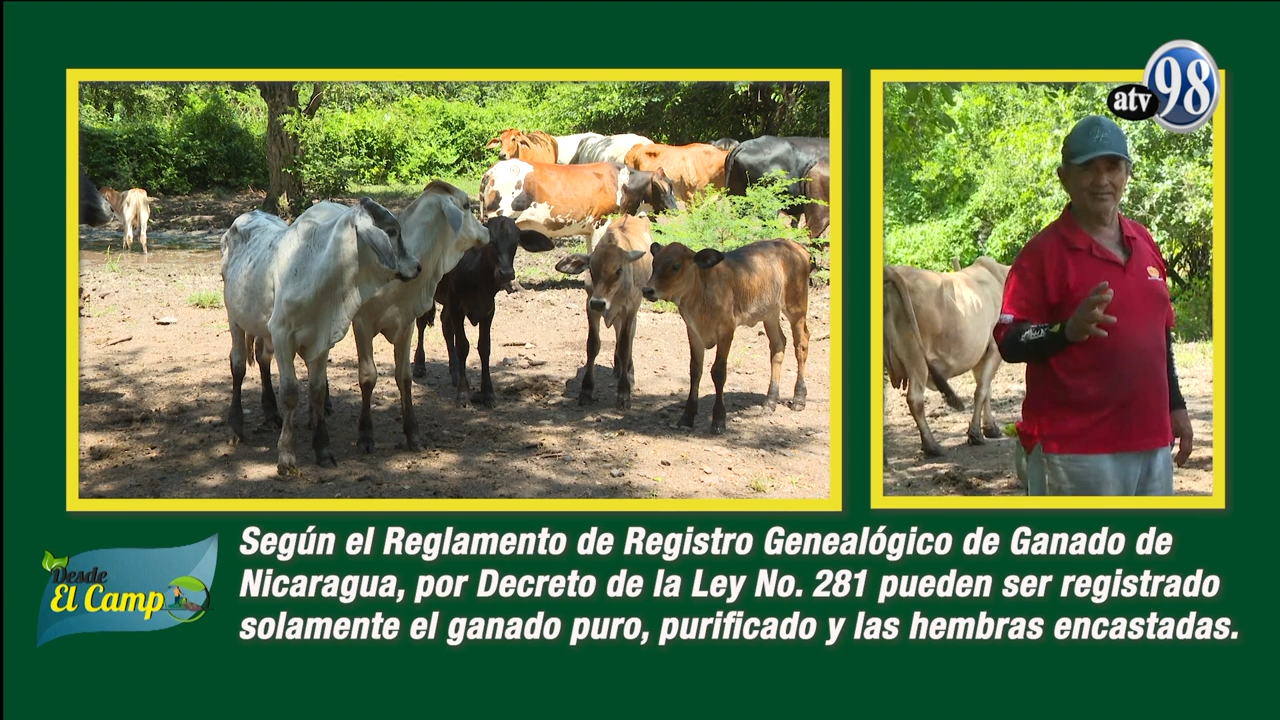 atv 98
Según el Reglamento de Registro Genealógico de Ganado de
Nicaragua, por Decreto de la Ley No. 281 pueden ser registrado
solamente el ganado puro, purificado y las hembras encastadas.
Desde
El Campo